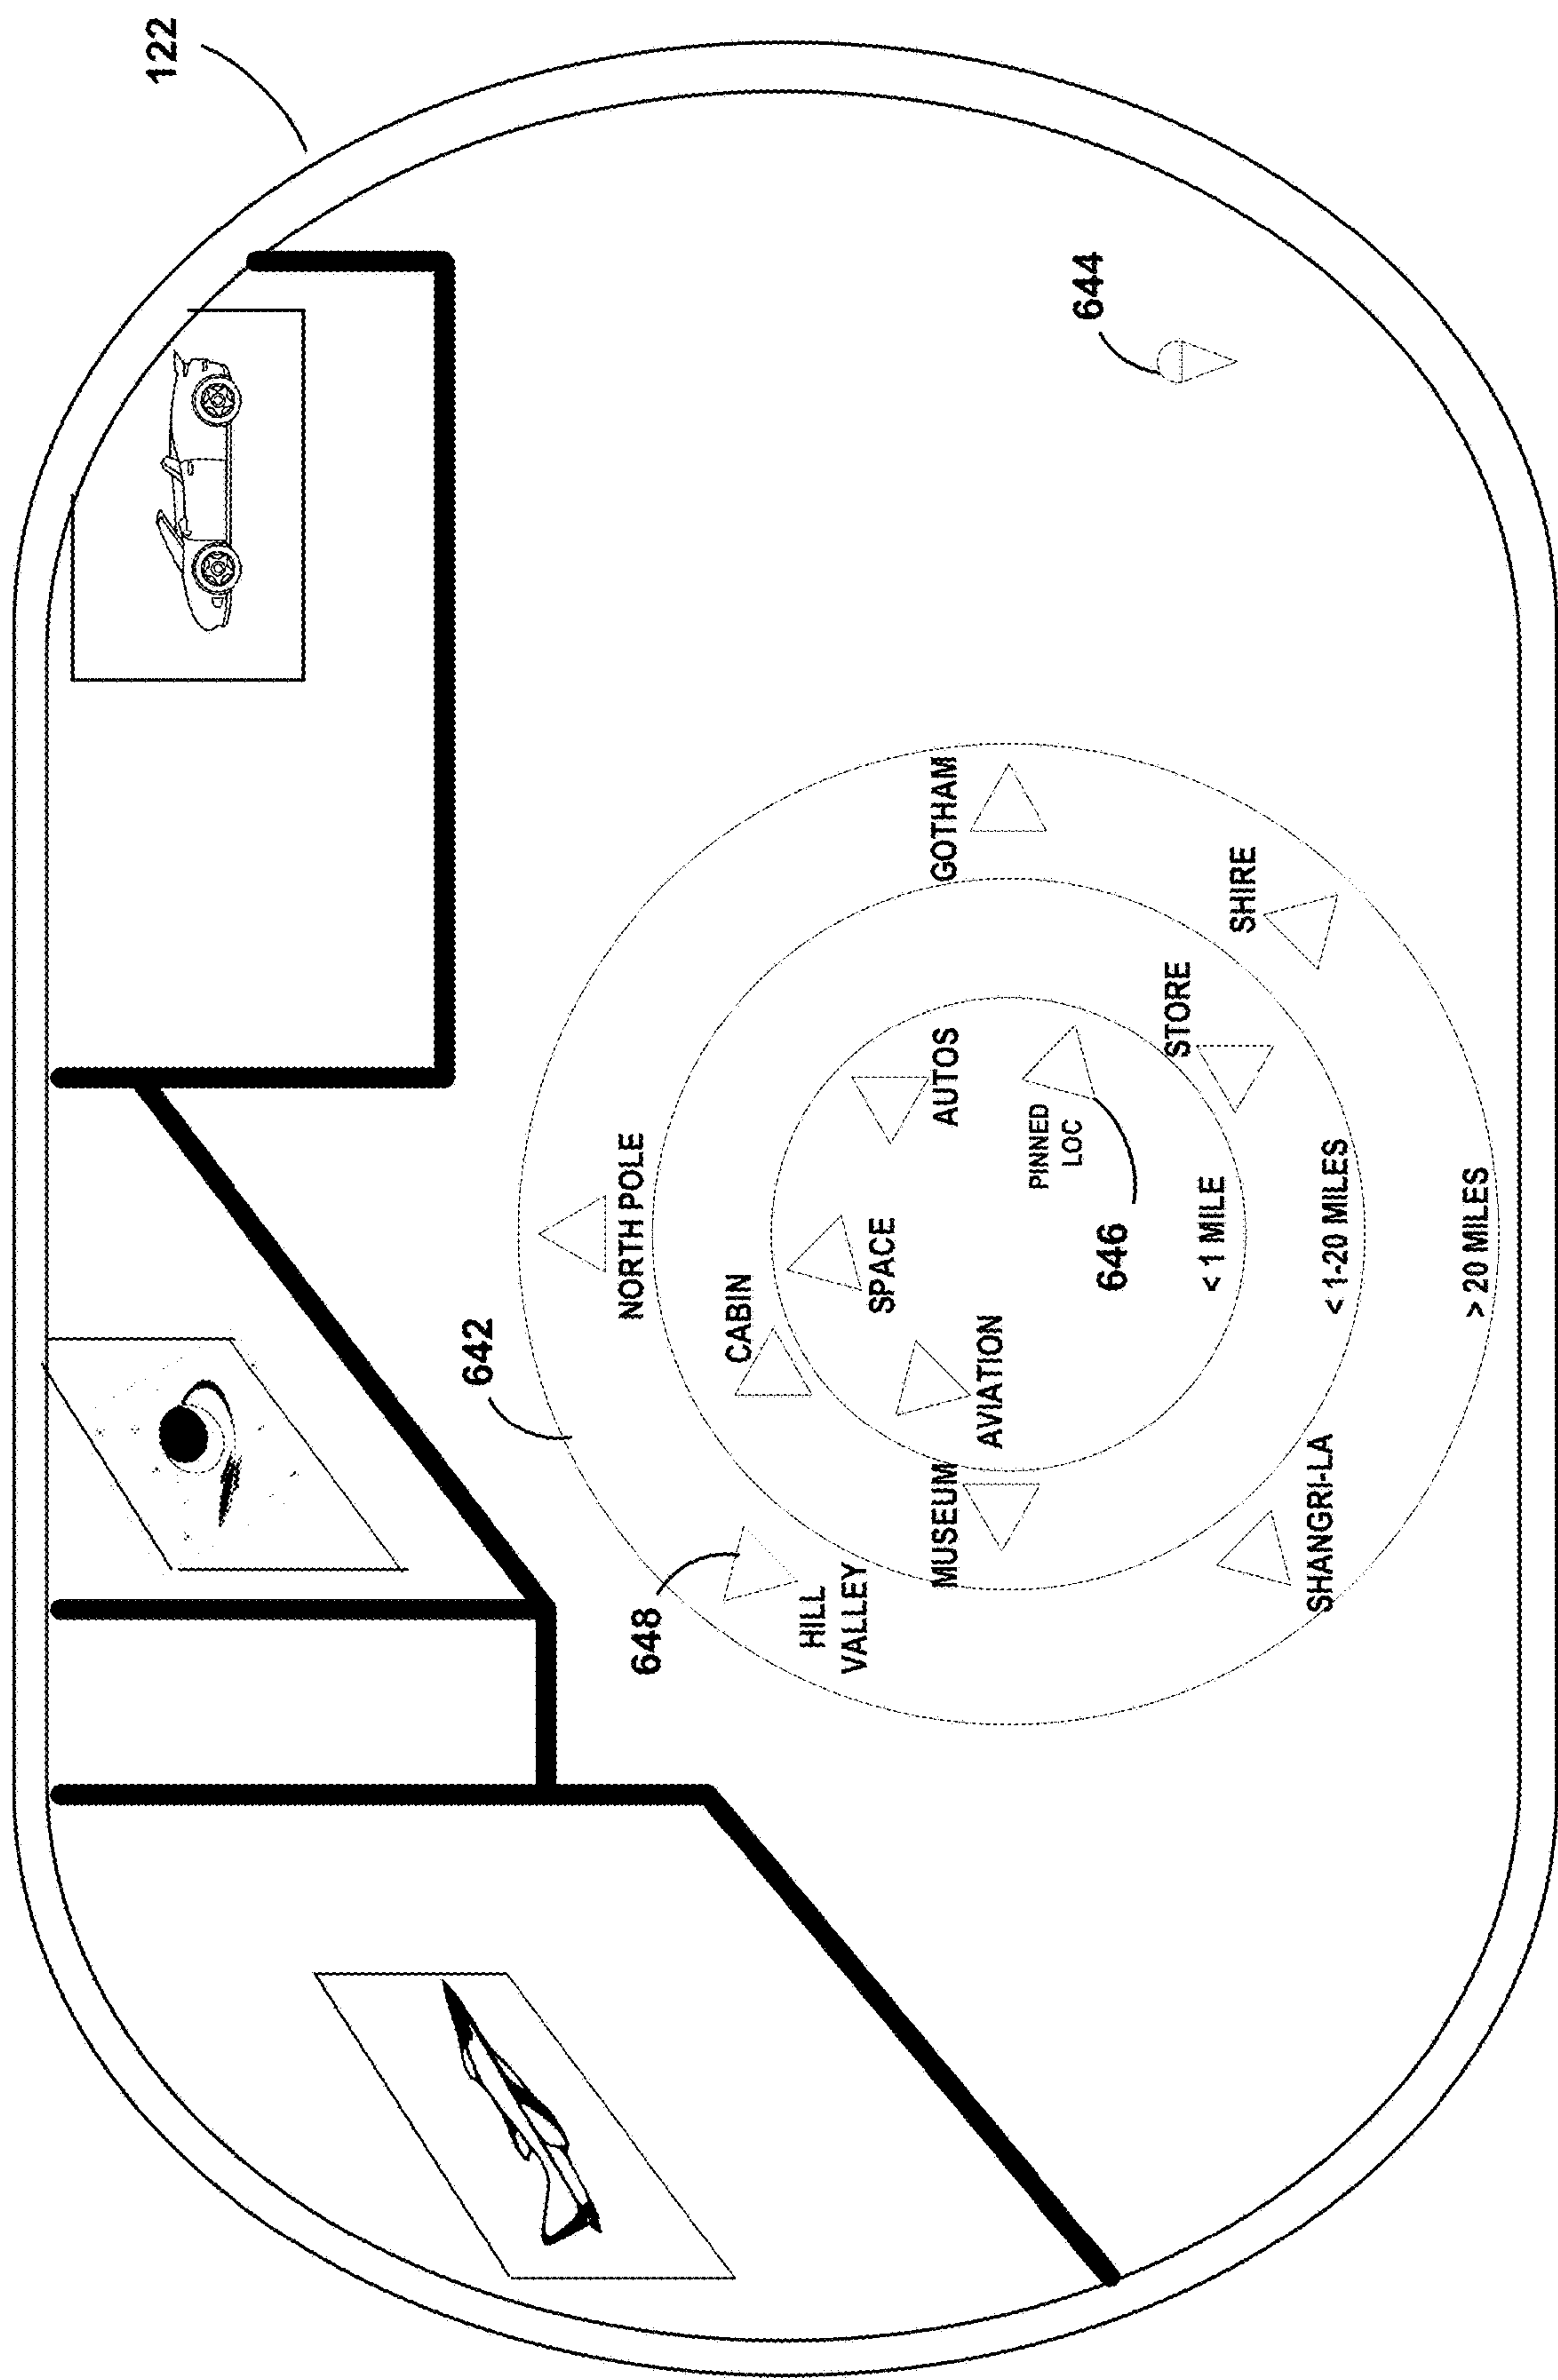 122
644
642
NORTH POLE
648
CABIN
HILL
VALLEY
SPACE
MUSEUM
AUTOS
GOTHAM
AVIATION
PINNED
LOC
646
STORE
SHIRE
< 1 MILE
SHANGRI-LA
< 1-20 MILES
> 20 MILES